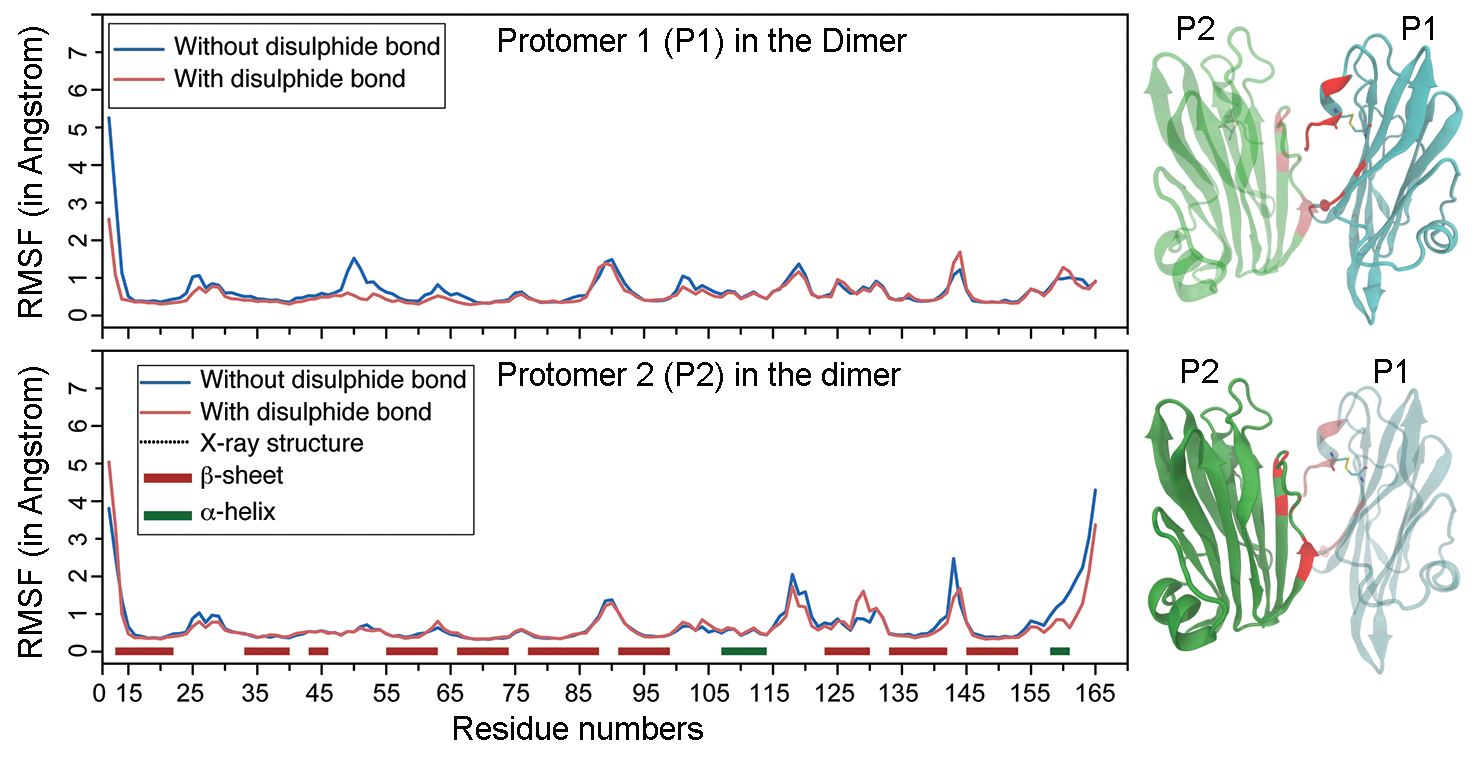 Without disulphide bond
With disulphide bond
Protomer 1 (P1) in the Dimer
RMSF (in Angstrom)
7
6
5
4
3
2
1
0
P2 P1
Without disulphide bond
With disulphide bond
X-ray structure
β-sheet
α-helix
Protomer 2 (P2) in the dimer
RMSF (in Angstrom)
7
6
5
4
3
2
1
0
0 15 25 35 45 55 65 75 85 95 105 115 125 135 145 155 165
Residue numbers
P2 P1